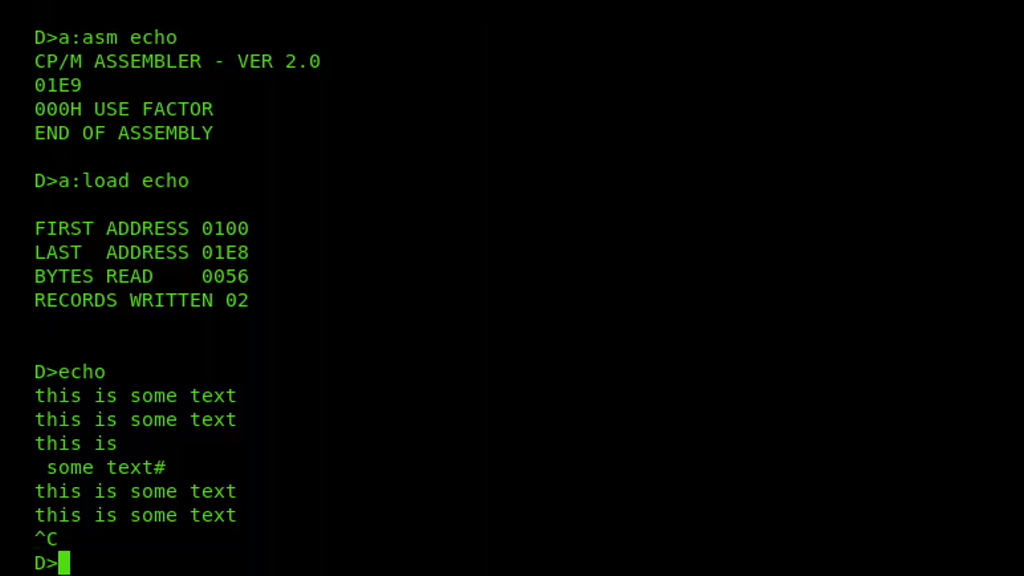 D>a:asm echo
CP/M ASSEMBLER - VER 2.0
01E9
000H USE FACTOR
END OF ASSEMBLY
D>a:load echo
FIRST ADDRESS 0100
LAST  ADDRESS 01E8
BYTES READ    0056
RECORDS WRITTEN 02
D>echo
this is some text
this is some text
this is
 some text#
this is some text
this is some text
^C
D>